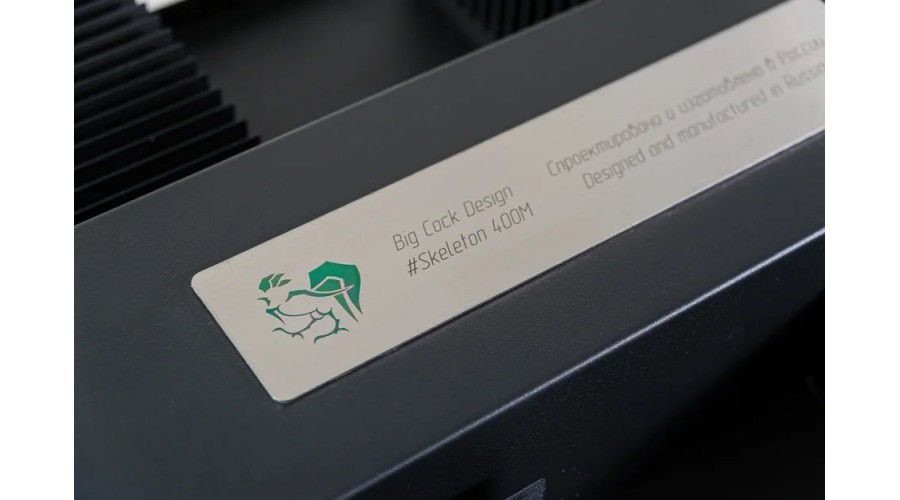 Big Cock Design
#Skeleton 400M
Спроектировано и изготовлено в России
Designed and manufactured in Russia